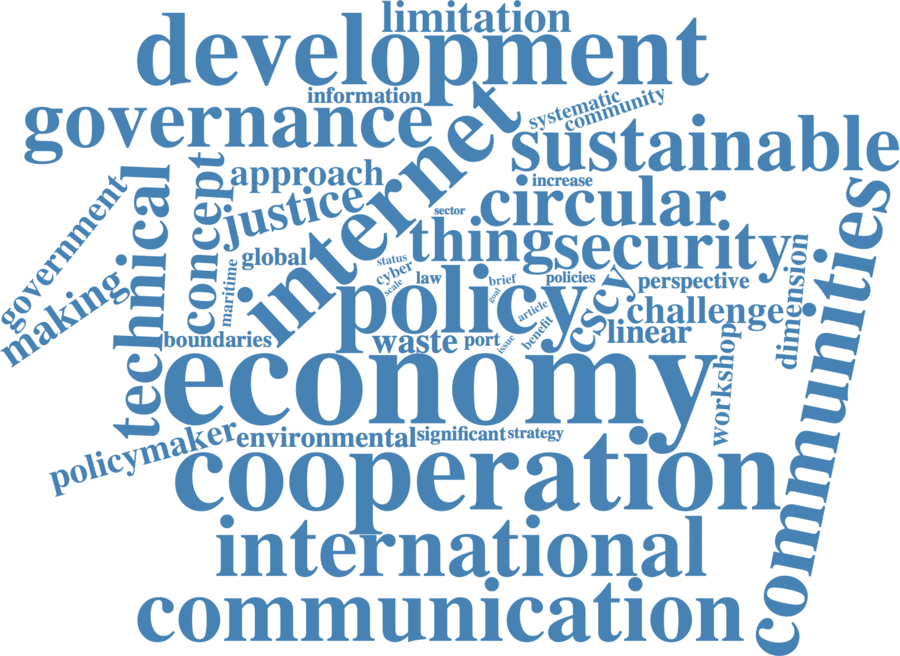 limitation
development
information
governance
internet
systematic
community
sustainable
approach
increase
government
technical
concept
justice
sector
circular
communities
global
thing
security
maritime
status
cyber
scale
law
brief
goal
policies
perspective
dimension
making
policy
article
cscy
challenge
boundaries
waste
port
issue
benefit
linear
economy
workshop
policymaker
environmental
significant
strategy
cooperation
international
communication